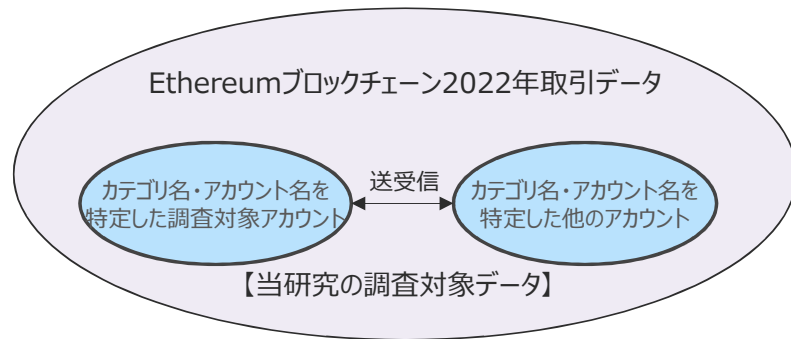 Ethereumブロックチェーン2022年取引データ
カテゴリ名・アカウント名を
特定した調査対象アカウント
送受信
カテゴリ名・アカウント名を
特定した他のアカウント
【当研究の調査対象データ】